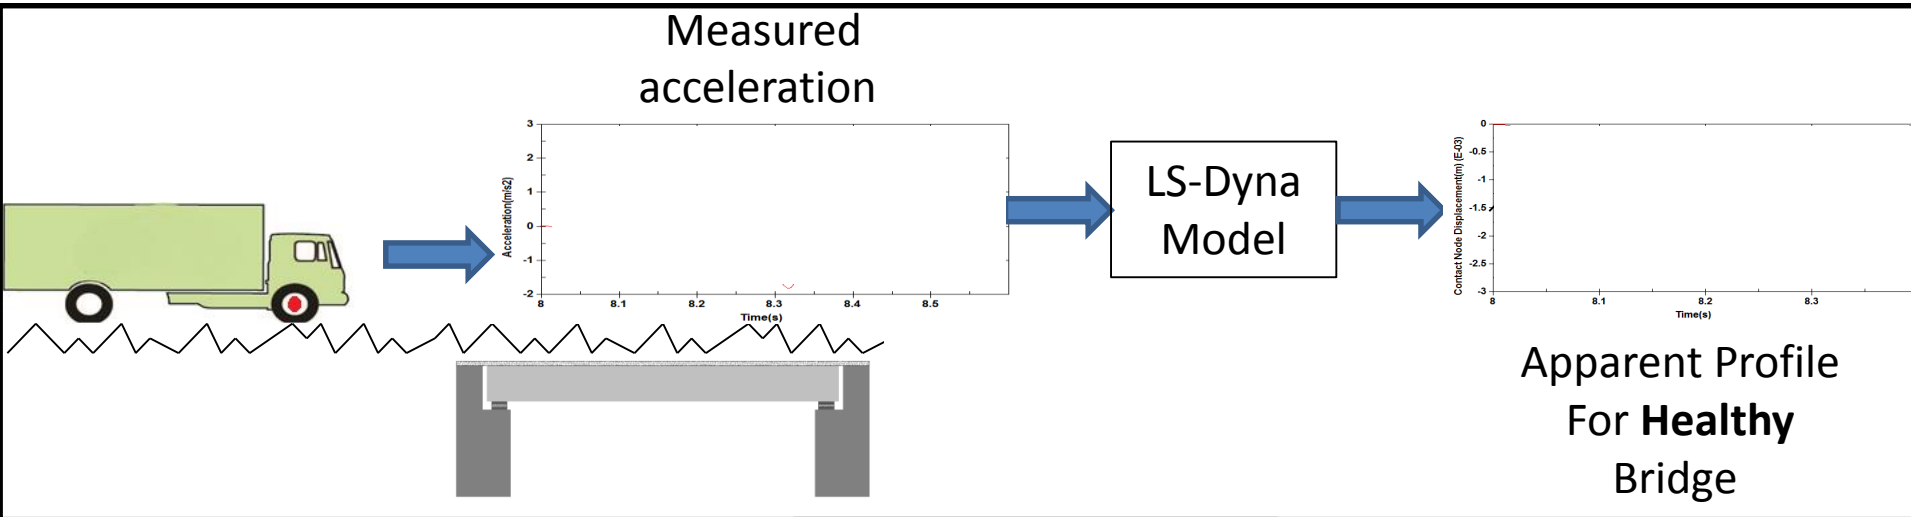 Measured
acceleration
3
2
1
0
-1
-2
Acceleration(m/s2)
8 8.1 8.2 8.3 8.4 8.5
Time(s)
LS-Dyna
Model
0
-0.5
-1
-1.5
-2
-2.5
-3
Contact Node Displacement(m) (E-03)
8 8.1 8.2 8.3
Time(s)
Apparent Profile
For Healthy
Bridge